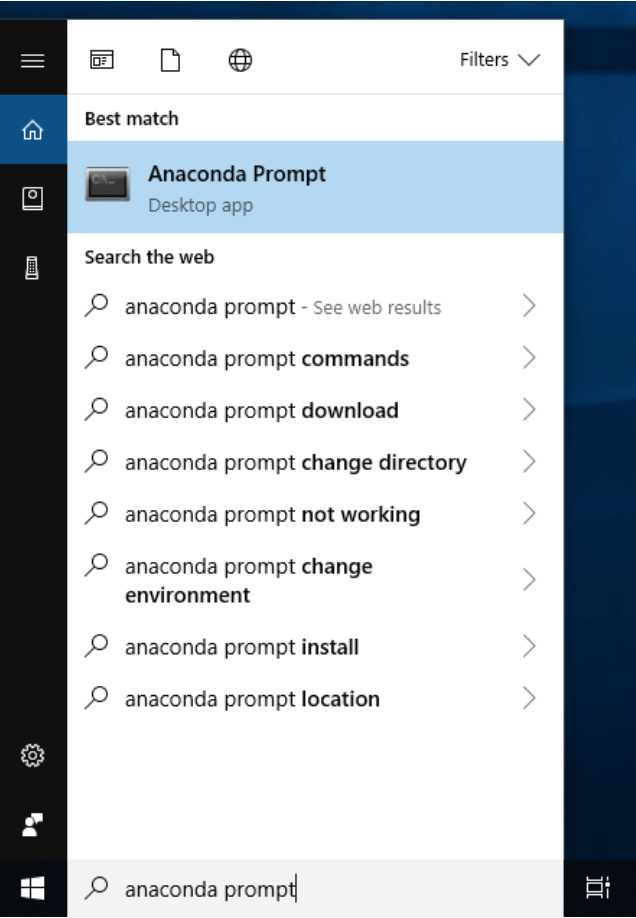 Filters
Best match
Anaconda Prompt
Desktop app
Search the web
anaconda prompt - See web results
anaconda prompt commands
anaconda prompt download
anaconda prompt change directory
anaconda prompt not working
anaconda prompt change
environment
anaconda prompt install
anaconda prompt location
anaconda prompt